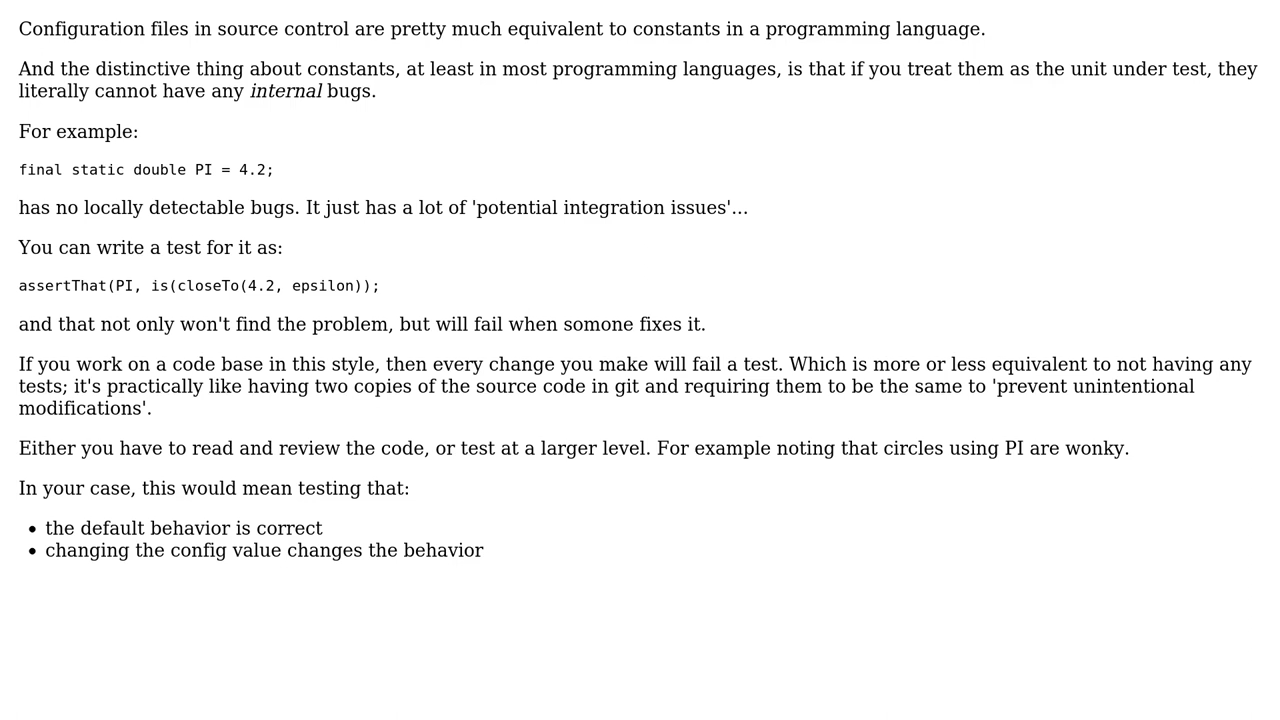 Configuration files in source control are pretty much equivalent to constants in a programming language.
And the distinctive thing about constants, at least in most programming languages, is that if you treat them as the unit under test, they
literally cannot have any internal bugs.
For example:
final static double PI = 4.2;
has no locally detectable bugs. It just has a lot of 'potential integration issues'...
You can write a test for it as:
assertThat(PI, is(closeTo(4.2, epsilon));
and that not only won't find the problem, but will fail when somone fixes it.
If you work on a code base in this style, then every change you make will fail a test. Which is more or less equivalent to not having any
tests; it's practically like having two copies of the source code in git and requiring them to be the same to 'prevent unintentional
modifications'.
Either you have to read and review the code, or test at a larger level. For example noting that circles using PI are wonky.
In your case, this would mean testing that:
• the default behavior is correct
• changing the config value changes the behavior